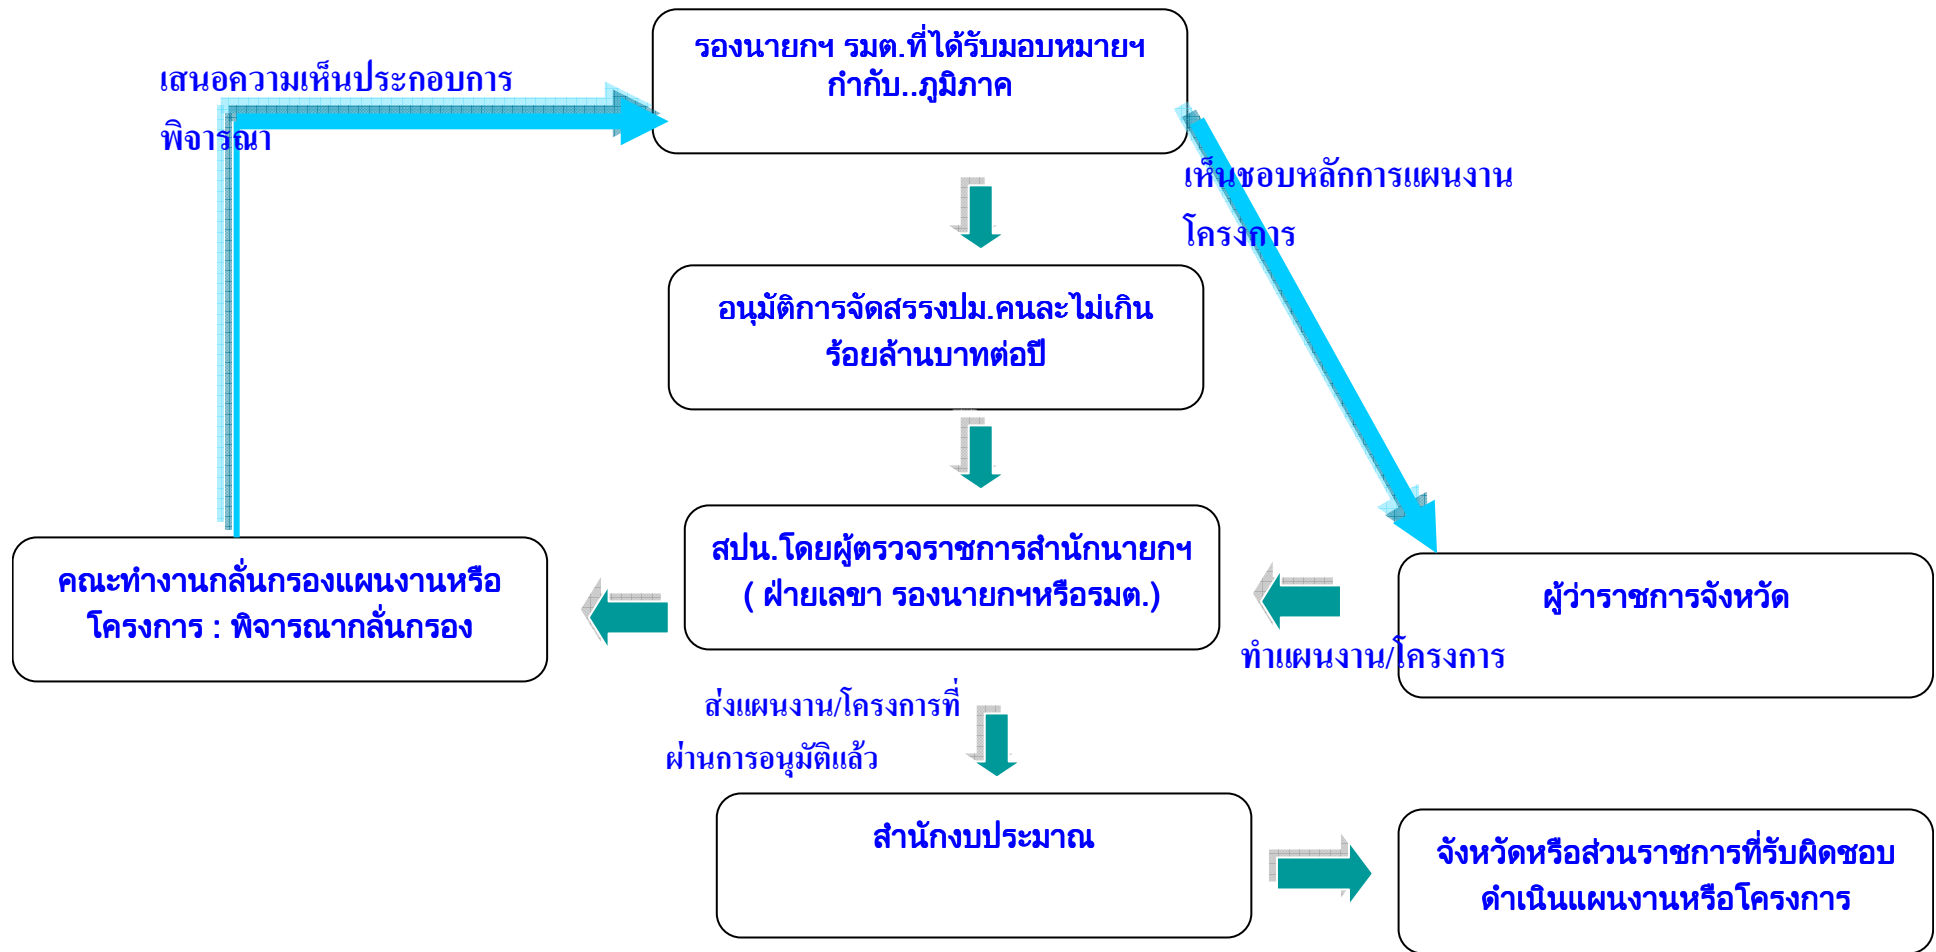 รองนายกฯ รมต.ที่ได้รับมอบหมายฯ
กำกับ..ภูมิภาค
เสนอความเห็นประกอบการ
พิจารณา
เห็นชอบหลักการแผนงาน
โครงการ
อนุมัติการจัดสรรงปม.คนละไม่เกิน
ร้อยล้านบาทต่อปี
สปน.โดยผู้ตรวจราชการสำนักนายกฯ
( ฝ่ายเลขา รองนายกฯหรือรมต.)
คณะทำงานกลั่นกรองแผนงานหรือ
โครงการ : พิจารณากลั่นกรอง
ผู้ว่าราชการจังหวัด
ทำแผนงาน/โครงการ
ส่งแผนงาน/โครงการที่
ผ่านการอนุมัติแล้ว
สำนักงบประมาณ
จังหวัดหรือส่วนราชการที่รับผิดชอบ
ดำเนินแผนงานหรือโครงการ